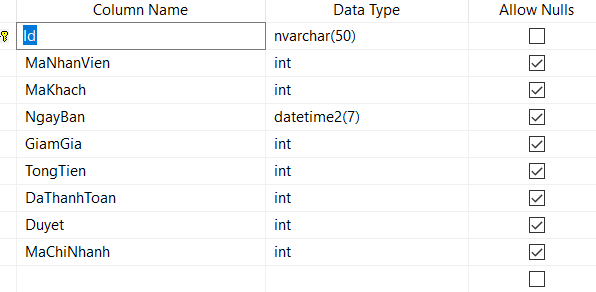 Column Name Data Type Allow Nulls
Id nvarchar(50)
MaNhanVien int
MaKhach int
NgayBan datetime2(7)
GiamGia int
TongTien int
DaThanhToan int
Duyet int
MaChiNhanh int